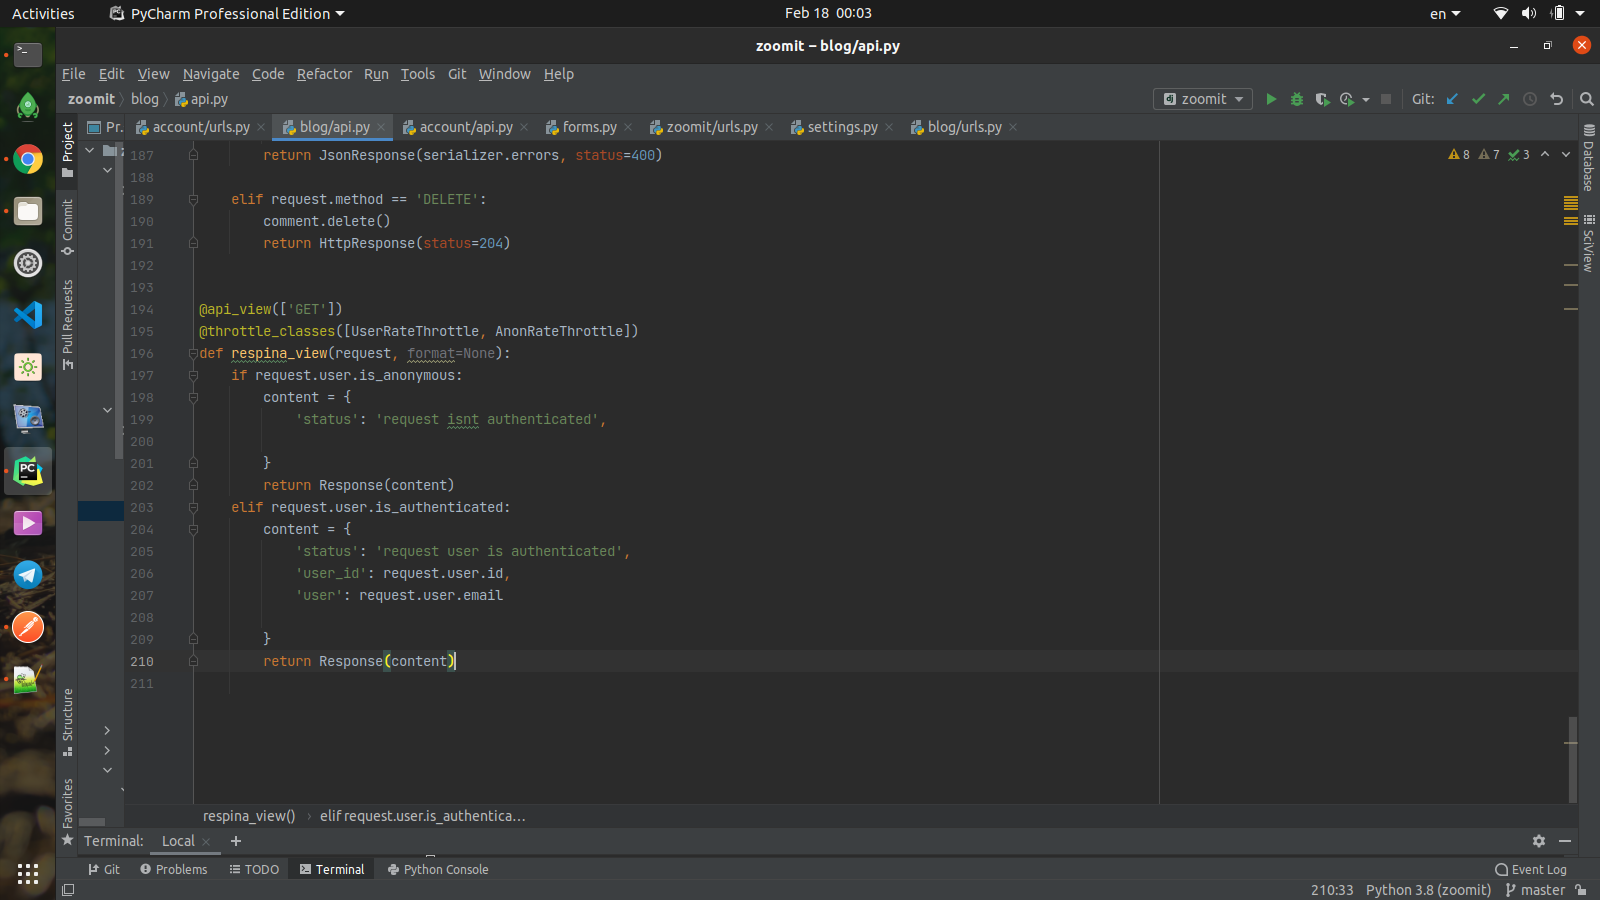 Activities
PyCharm Professional Edition
Feb 18 00:03
en
zoomit – blog/api.py
File Edit View Navigate Code Refactor Run Tools Git Window Help
zoomit blog api.py
zoomit
Git:
Project
Commit
Pull Requests
Structure
Favorites
Pr.
account/urls.py
blog/api.py
account/api.py
forms.py
zoomit/urls.py
settings.py
blog/urls.py
8 7 3
Database
SciView
187 return JsonResponse(serializer.errors, status=400)
188
189 elif request.method == 'DELETE':
190 comment.delete()
191 return HttpResponse(status=204)
192
193
194 @api_view(['GET'])
195 @throttle_classes([UserRateThrottle, AnonRateThrottle])
196 def respina_view(request, format=None):
197 if request.user.is_anonymous:
198 content = {
199 'status': 'request isnt authenticated',
200
201 }
202 return Response(content)
203 elif request.user.is_authenticated:
204 content = {
205 'status': 'request user is authenticated',
206 'user_id': request.user.id,
207 'user': request.user.email
208
209 }
210 return Response(content)
211
respina_view() › elif request.user.is_authentica...
Terminal: Local
Git Problems TODO Terminal Python Console
Event Log
210:33 Python 3.8 (zoomit) master
PC